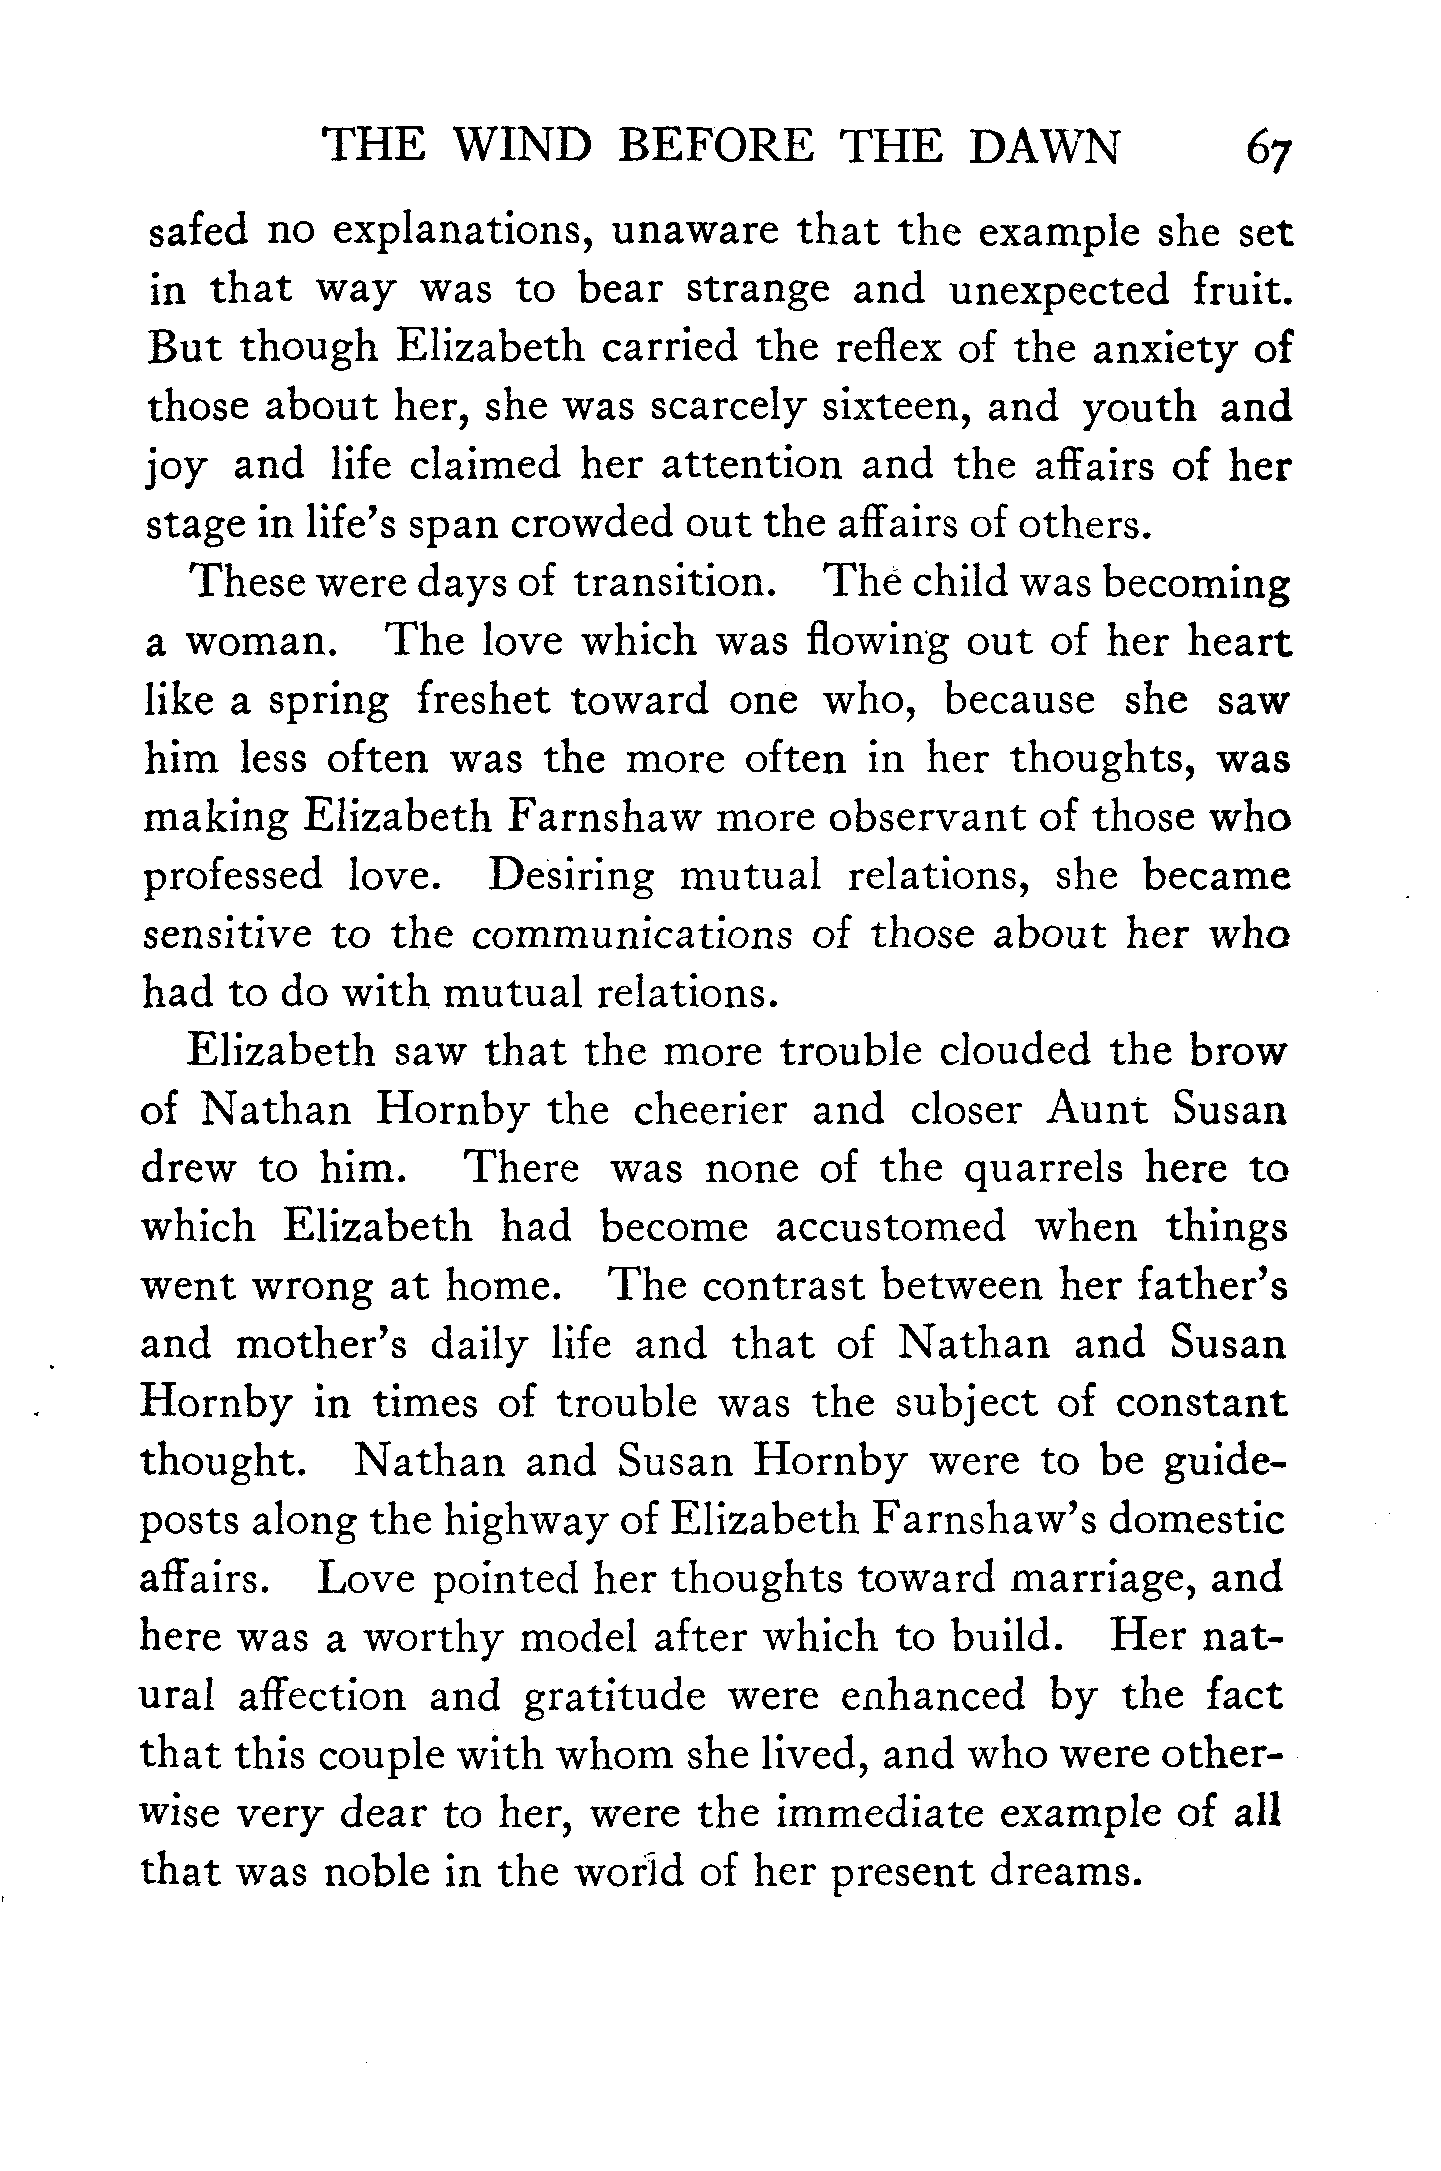 THE WIND BEFORE THE DAWN 67
safed no explanations, unaware that the example she set
in that way was to bear strange and unexpected fruit.
But though Elizabeth carried the reflex of the anxiety of
those about her, she was scarcely sixteen, and youth and
joy and life claimed her attention and the affairs of her
stage in life's span crowded out the affairs of others.
These were days of transition. The child was becoming
a woman. The love which was flowing out of her heart
like a spring freshet toward one who, because she saw
him less often was the more often in her thoughts, was
making Elizabeth Farnshaw more observant of those who
professed love. Desiring mutual relations, she became
sensitive to the communications of those about her who
had to do with mutual relations.
Elizabeth saw that the more trouble clouded the brow
of Nathan Hornby the cheerier and closer Aunt Susan
drew to him. There was none of the quarrels here to
which Elizabeth had become accustomed when things
went wrong at home. The contrast between her father's
and mother's daily life and that of Nathan and Susan
Hornby in times of trouble was the subject of constant
thought. Nathan and Susan Hornby were to be guide-
posts along the highway of Elizabeth Farnshaw's domestic
affairs. Love pointed her thoughts toward marriage, and
here was a worthy model after which to build. Her nat-
ural affection and gratitude were enhanced by the fact
that this couple with whom she lived, and who were other-
wise very dear to her, were the immediate example of all
that was noble in the world of her present dreams.